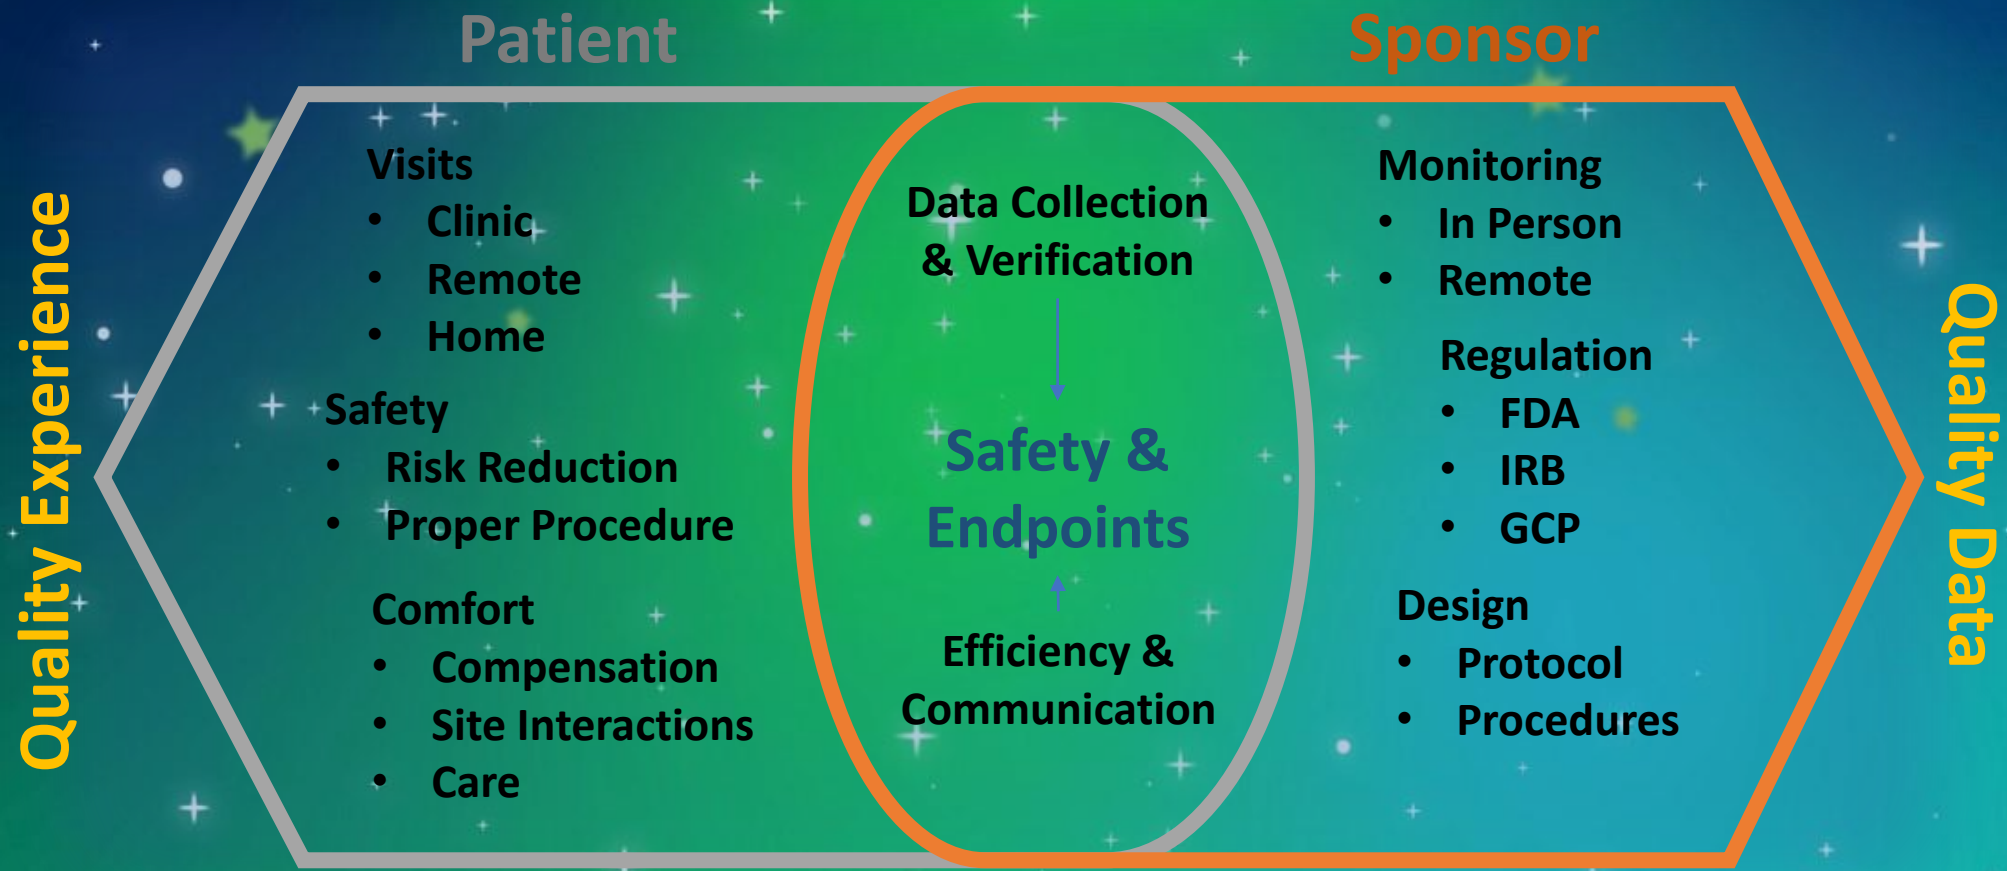 Patient
Sponsor
Quality Experience
Visits
• Clinic
• Remote
• Home
Safety
• Risk Reduction
• Proper Procedure
Comfort
• Compensation
• Site Interactions
• Care
Data Collection
& Verification
Safety &
Endpoints
Efficiency &
Communication
Monitoring
• In Person
• Remote
Regulation
• FDA
• IRB
• GCP
Design
• Protocol
• Procedures
Quality Data